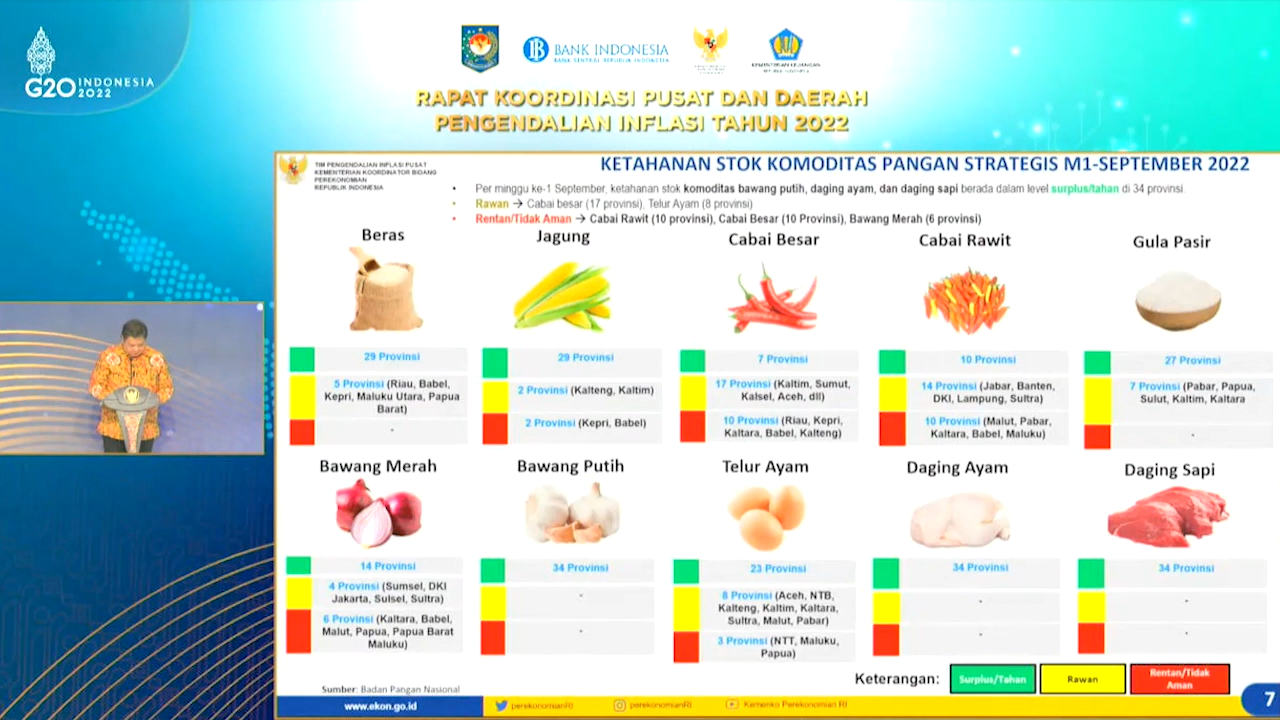 G20 INDONESIA
2022
BANK INDONESIA
BANK SENTRAL REPUBLIK INDONESIA
KEMENTERIAN KEUANGAN
REPUBLIK INDONESIA
RAPAT KOORDINASI PUSAT DAN DAERAH
PENGENDALIAN INFLASI TAHUN 2022
TIM PENGENDALIAN INFLASI PUSAT
KEMENTERIAN KOORDINATOR BIDANG
PEREKONOMIAN
REPUBLIK INDONESIA
KETAHANAN STOK KOMODITAS PANGAN STRATEGIS M1-SEPTEMBER 2022
• Per minggu ke-1 September, ketahanan stok komoditas bawang putih, daging ayam, dan daging sapi berada dalam level surplus/tahan di 34 provinsi.
• Rawan → Cabai besar (17 provinsi), Telur Ayam (8 provinsi)
• Rentan/Tidak Aman → Cabai Rawit (10 provinsi), Cabai Besar (10 Provinsi), Bawang Merah (6 provinsi)
Beras
29 Provinsi
5 Provinsi (Riau, Babel,
Kepri, Maluku Utara, Papua
Barat)
-
Jagung
29 Provinsi
2 Provinsi (Kalteng, Kaltim)
2 Provinsi (Kepri, Babel)
Cabai Besar
7 Provinsi
17 Provinsi (Kaltim, Sumut,
Kalsel, Aceh, dll)
10 Provinsi (Riau, Kepri,
Kaltara, Babel, Kalteng)
Cabai Rawit
10 Provinsi
14 Provinsi (Jabar, Banten,
DKI, Lampung, Sultra)
10 Provinsi (Malut, Pabar,
Kaltara, Babel, Maluku)
Gula Pasir
27 Provinsi
7 Provinsi (Pabar, Papua,
Sulut, Kaltim, Kaltara
-
Bawang Merah
14 Provinsi
4 Provinsi (Sumsel, DKI
Jakarta, Sulsel, Sultra)
6 Provinsi (Kaltara, Babel,
Malut, Papua, Papua Barat
Maluku)
Bawang Putih
34 Provinsi
-
-
Telur Ayam
23 Provinsi
8 Provinsi (Aceh, NTB,
Kalteng, Kaltim, Kaltara,
Sultra, Malut, Pabar)
3 Provinsi (NTT, Maluku,
Papua)
Daging Ayam
34 Provinsi
-
-
Daging Sapi
34 Provinsi
-
-
Keterangan:
Surplus/Tahan
Rawan
Rentan/Tidak
Aman
Sumber: Badan Pangan Nasional
www.ekon.go.id
perekonomianRI
perekonomianRI
Kemenko Perekonomian RI
7